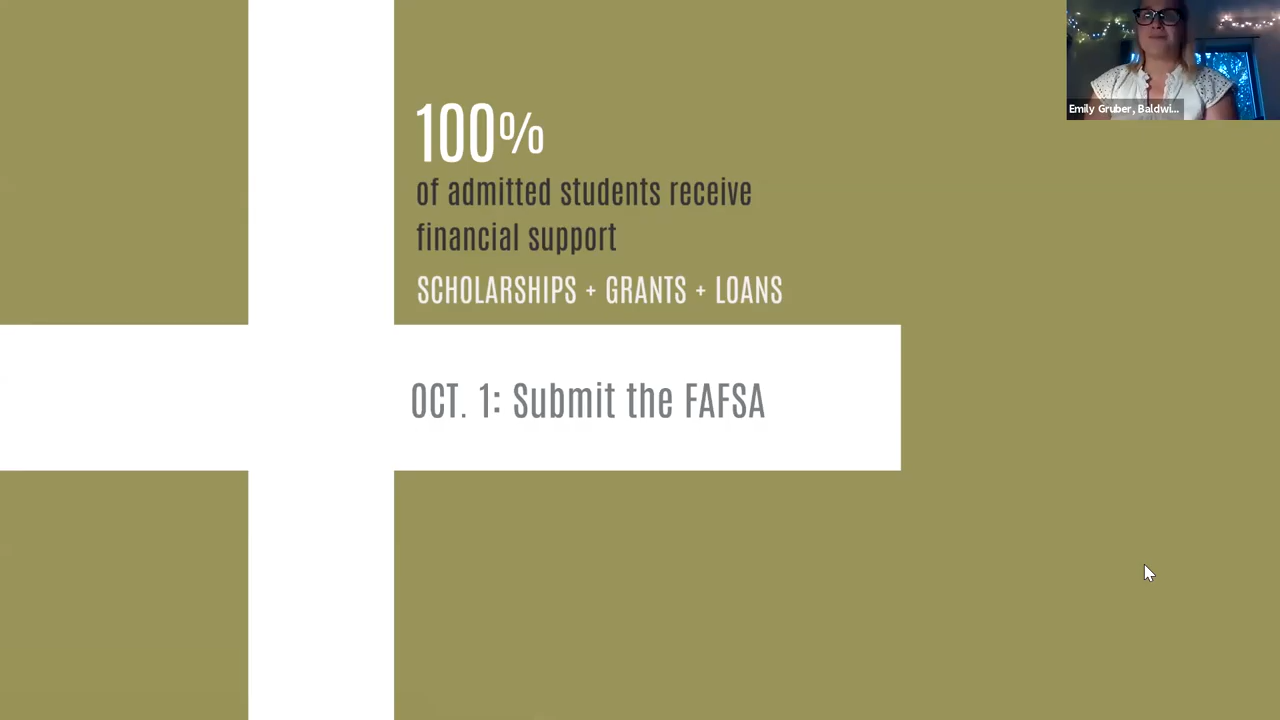 100%
of admitted students receive
financial support
SCHOLARSHIPS + GRANTS + LOANS
OCT. 1: Submit the FAFSA
Emily Gruber, Baldwi...